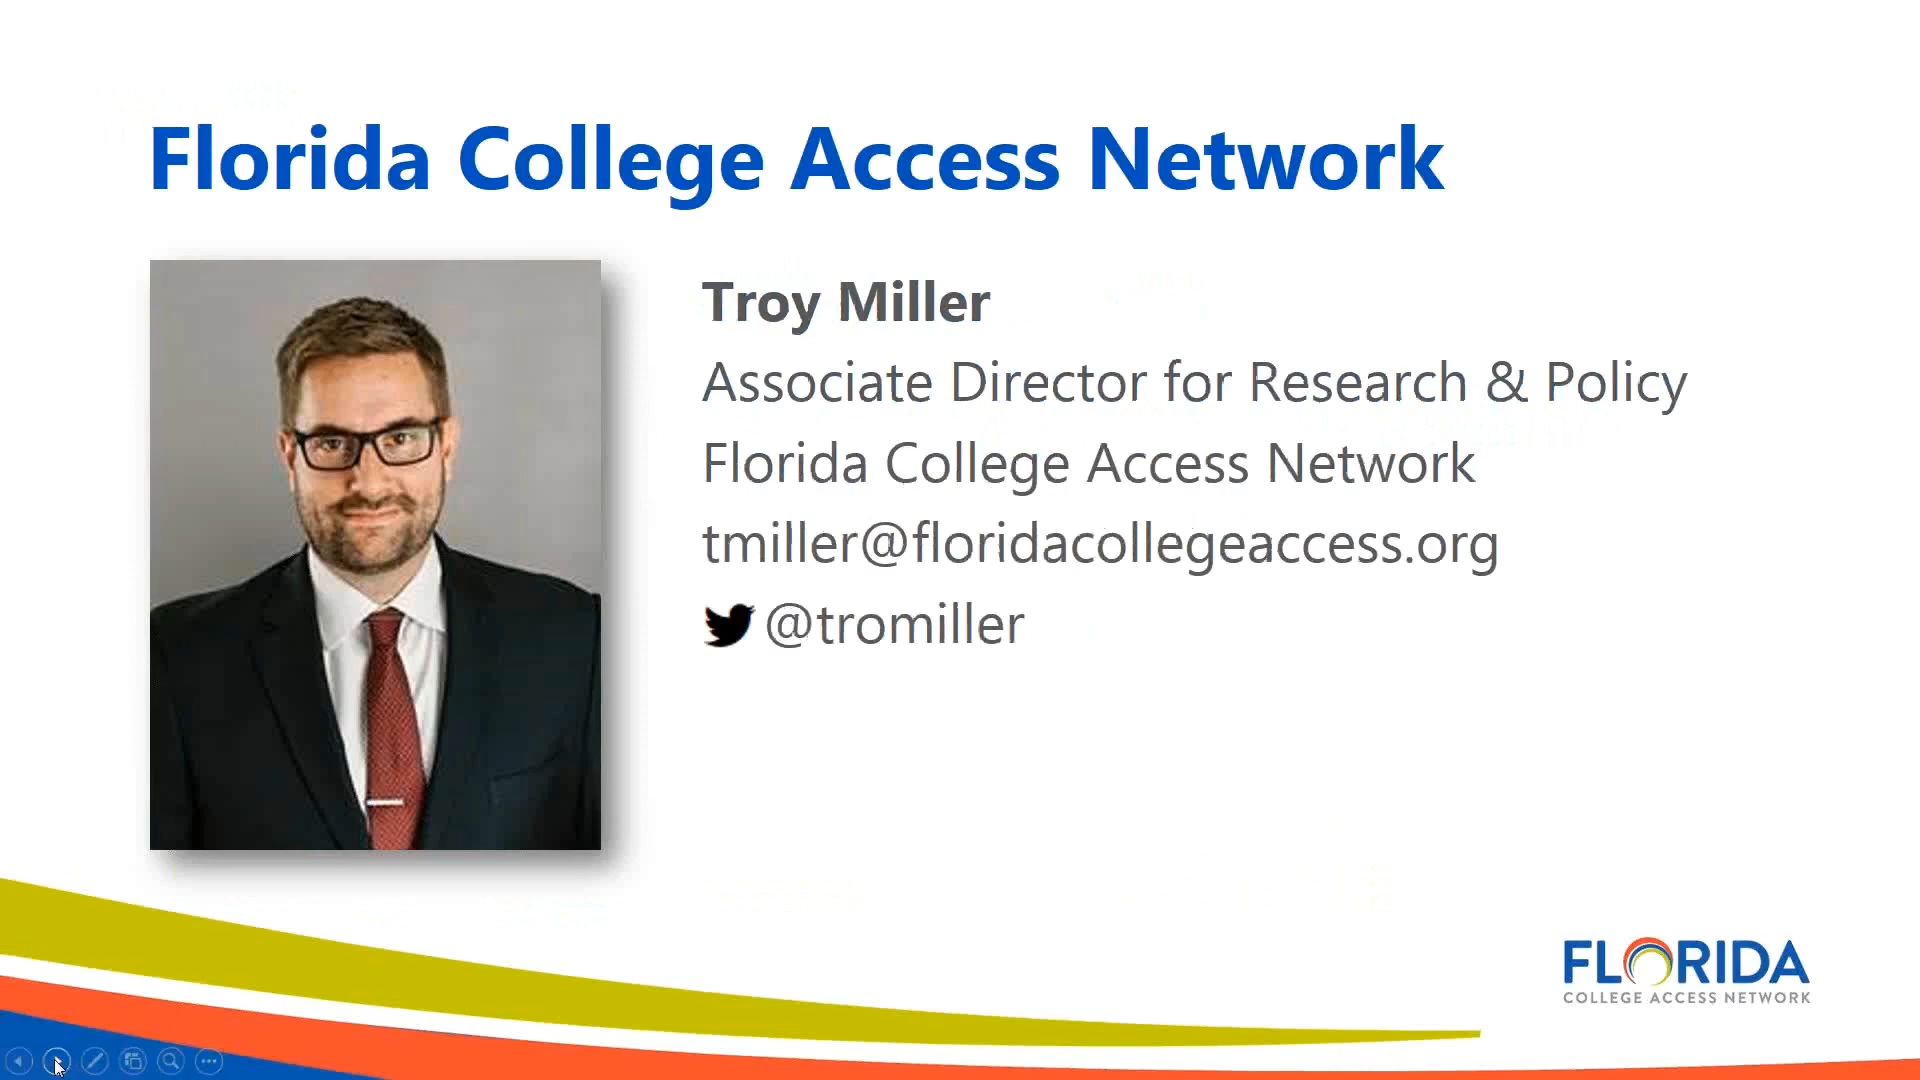 Florida College Access Network
Troy Miller
Associate Director for Research & Policy
Florida College Access Network
tmiller@floridacollegeaccess.org
@tromiller
FLORIDA
COLLEGE ACCESS NETWORK